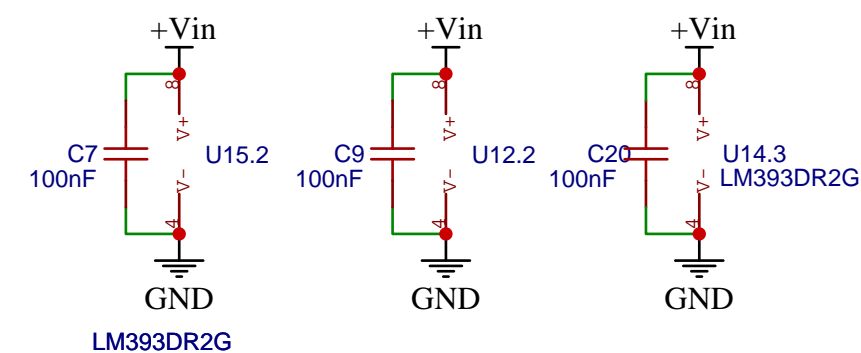 +Vin +Vin +Vin
8 8 8
V+ V+ V+
C7 U15.2 C9 U12.2 C20 U14.3
100nF 100nF 100nF LM393DR2G
V- V- V-
4 4 4
GND GND GND
LM393DR2G